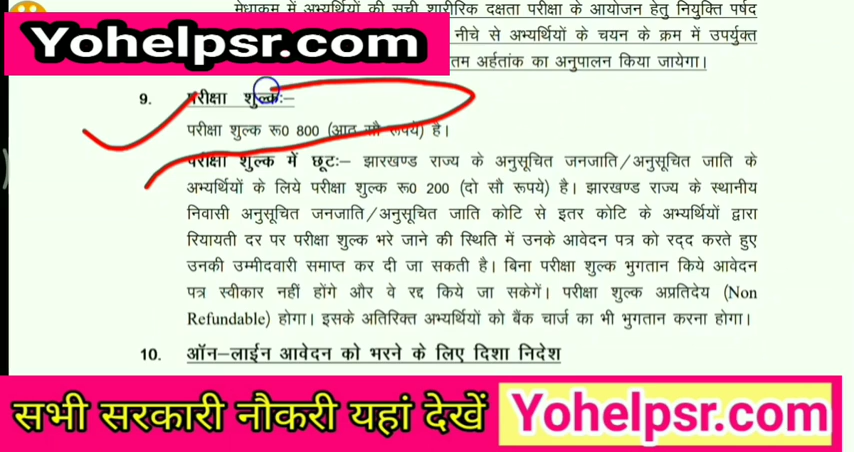 मेधाक्रम में अभ्यर्थियों की सूची शारीरिक दक्षता परीक्षा के आयोजन हेतु नियुक्ति पर्षद
Yohelpsr.com
नीचे से अभ्यर्थियों के चयन के क्रम में उपर्युक्त
अर्हतांक का अनुपालन किया जायेगा।
9. परीक्षा शुल्कः–
परीक्षा शुल्क रू0 800 (आठ सौ रूपये) है।
परीक्षा शुल्क में छूटः– झारखण्ड राज्य के अनुसूचित जनजाति/अनुसूचित जाति के
अभ्यर्थियों के लिये परीक्षा शुल्क रू0 200 (दो सौ रूपये) है। झारखण्ड राज्य के स्थानीय
निवासी अनुसूचित जनजाति/अनुसूचित जाति कोटि से इतर कोटि के अभ्यर्थियों द्वारा
रियायती दर पर परीक्षा शुल्क भरे जाने की स्थिति में उनके आवेदन पत्र को रद्द करते हुए
उनकी उम्मीदवारी समाप्त कर दी जा सकती है। बिना परीक्षा शुल्क भुगतान किये आवेदन
पत्र स्वीकार नहीं होंगे और वे रद्द किये जा सकेगें। परीक्षा शुल्क अप्रतिदेय (Non
Refundable) होगा। इसके अतिरिक्त अभ्यर्थियों को बैंक चार्ज का भी भुगतान करना होगा।
10. ऑन–लाईन आवेदन को भरने के लिए दिशा निदेश
सभी सरकारी नौकरी यहां देखें Yohelpsr.com